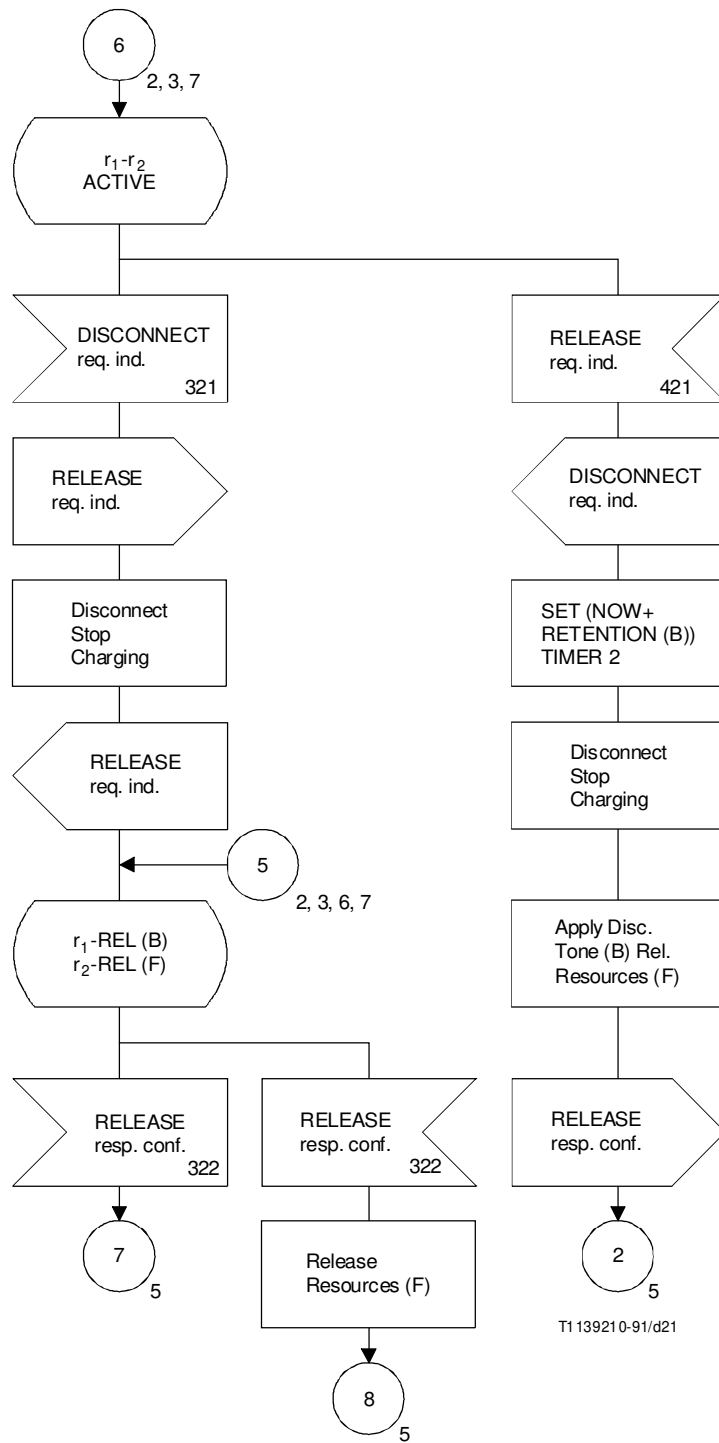 6
2, 3, 7
r₁-r₂
ACTIVE
DISCONNECT
req. ind.
321
RELEASE
req. ind.
421
RELEASE
req. ind.
DISCONNECT
req. ind.
Disconnect
Stop
Charging
SET (NOW+
RETENTION (B))
TIMER 2
RELEASE
req. ind.
Disconnect
Stop
Charging
5
2, 3, 6, 7
r₁-REL (B)
r₂-REL (F)
Apply Disc.
Tone (B) Rel.
Resources (F)
RELEASE
resp. conf.
322
RELEASE
resp. conf.
322
RELEASE
resp. conf.
7
5
Release
Resources (F)
2
5
T1139210-91/d21
8
5